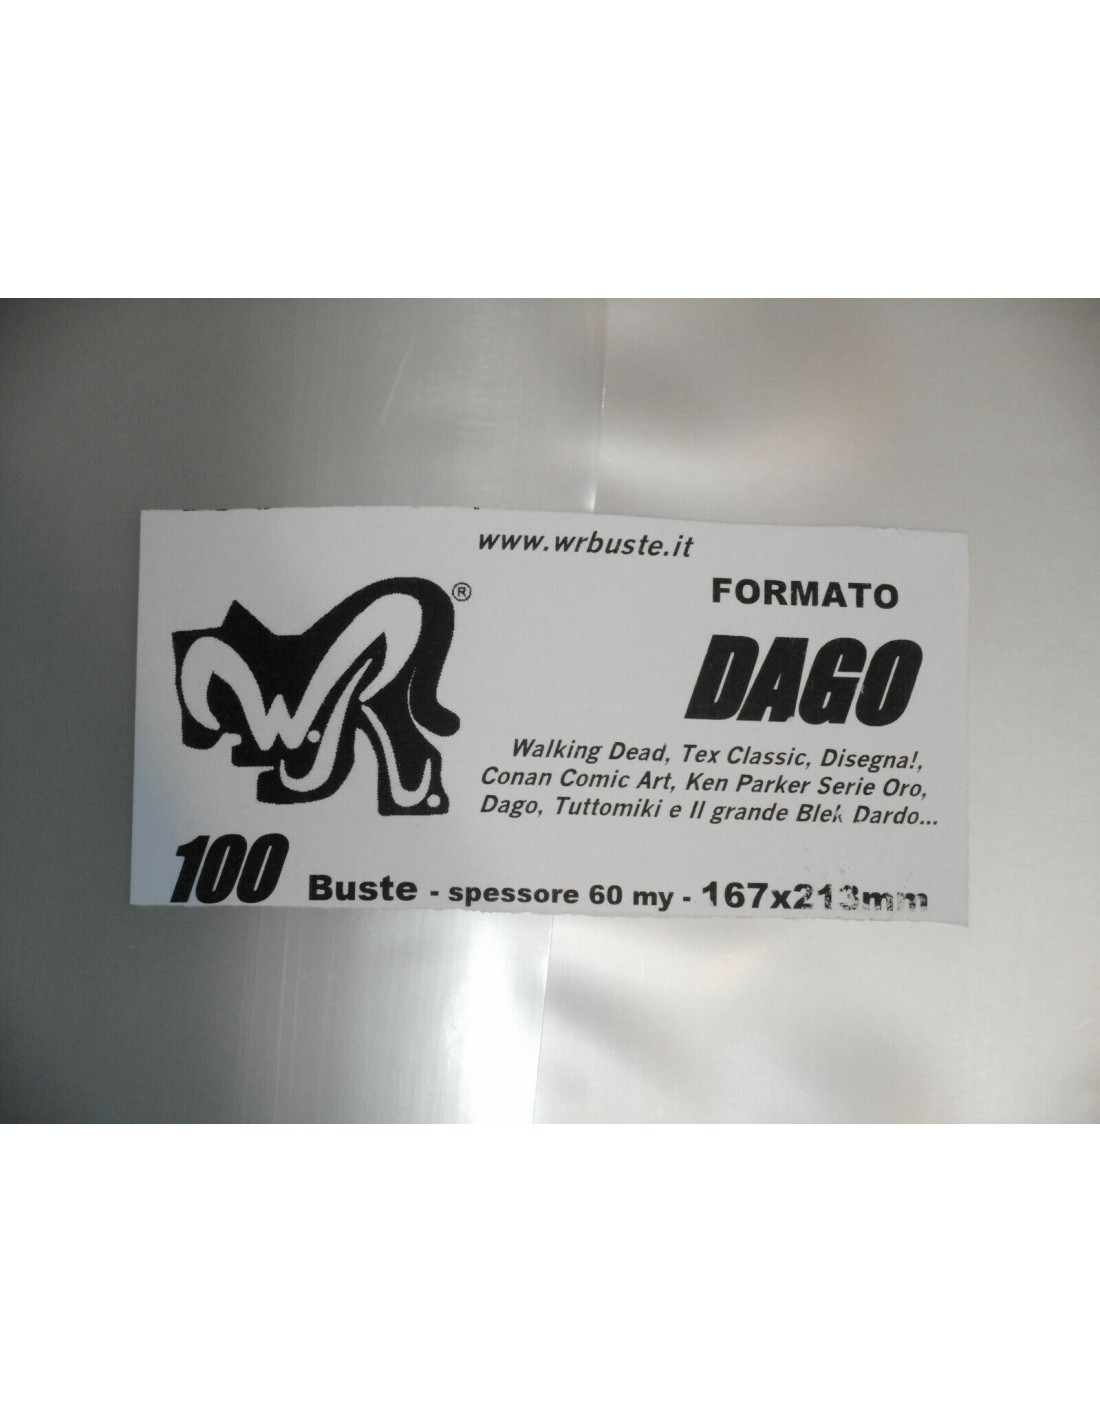 www.wrbuste.it
W.R. ®
FORMATO
DAGO
Walking Dead, Tex Classic, Disegna!,
Conan Comic Art, Ken Parker Serie Oro,
Dago, Tuttomiki e Il grande Blek Dardo...
100 Buste - spessore 60 my - 167x213mm